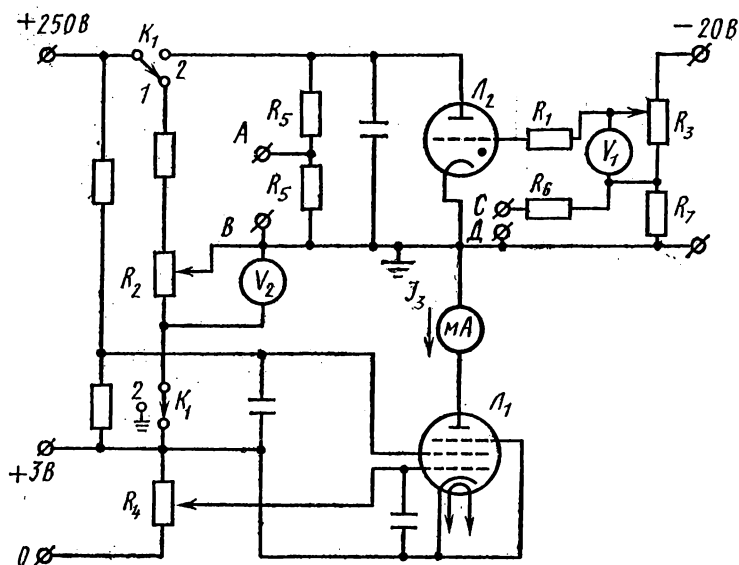 +250В
К₁
2
1
R₅
А
R₅
В
Л₂
R₁
V₁
R₃
−20В
R₆
С
Д
R₇
R₂
V₂
J₃
мА
2
К₁
Л₁
+3В
R₄
0